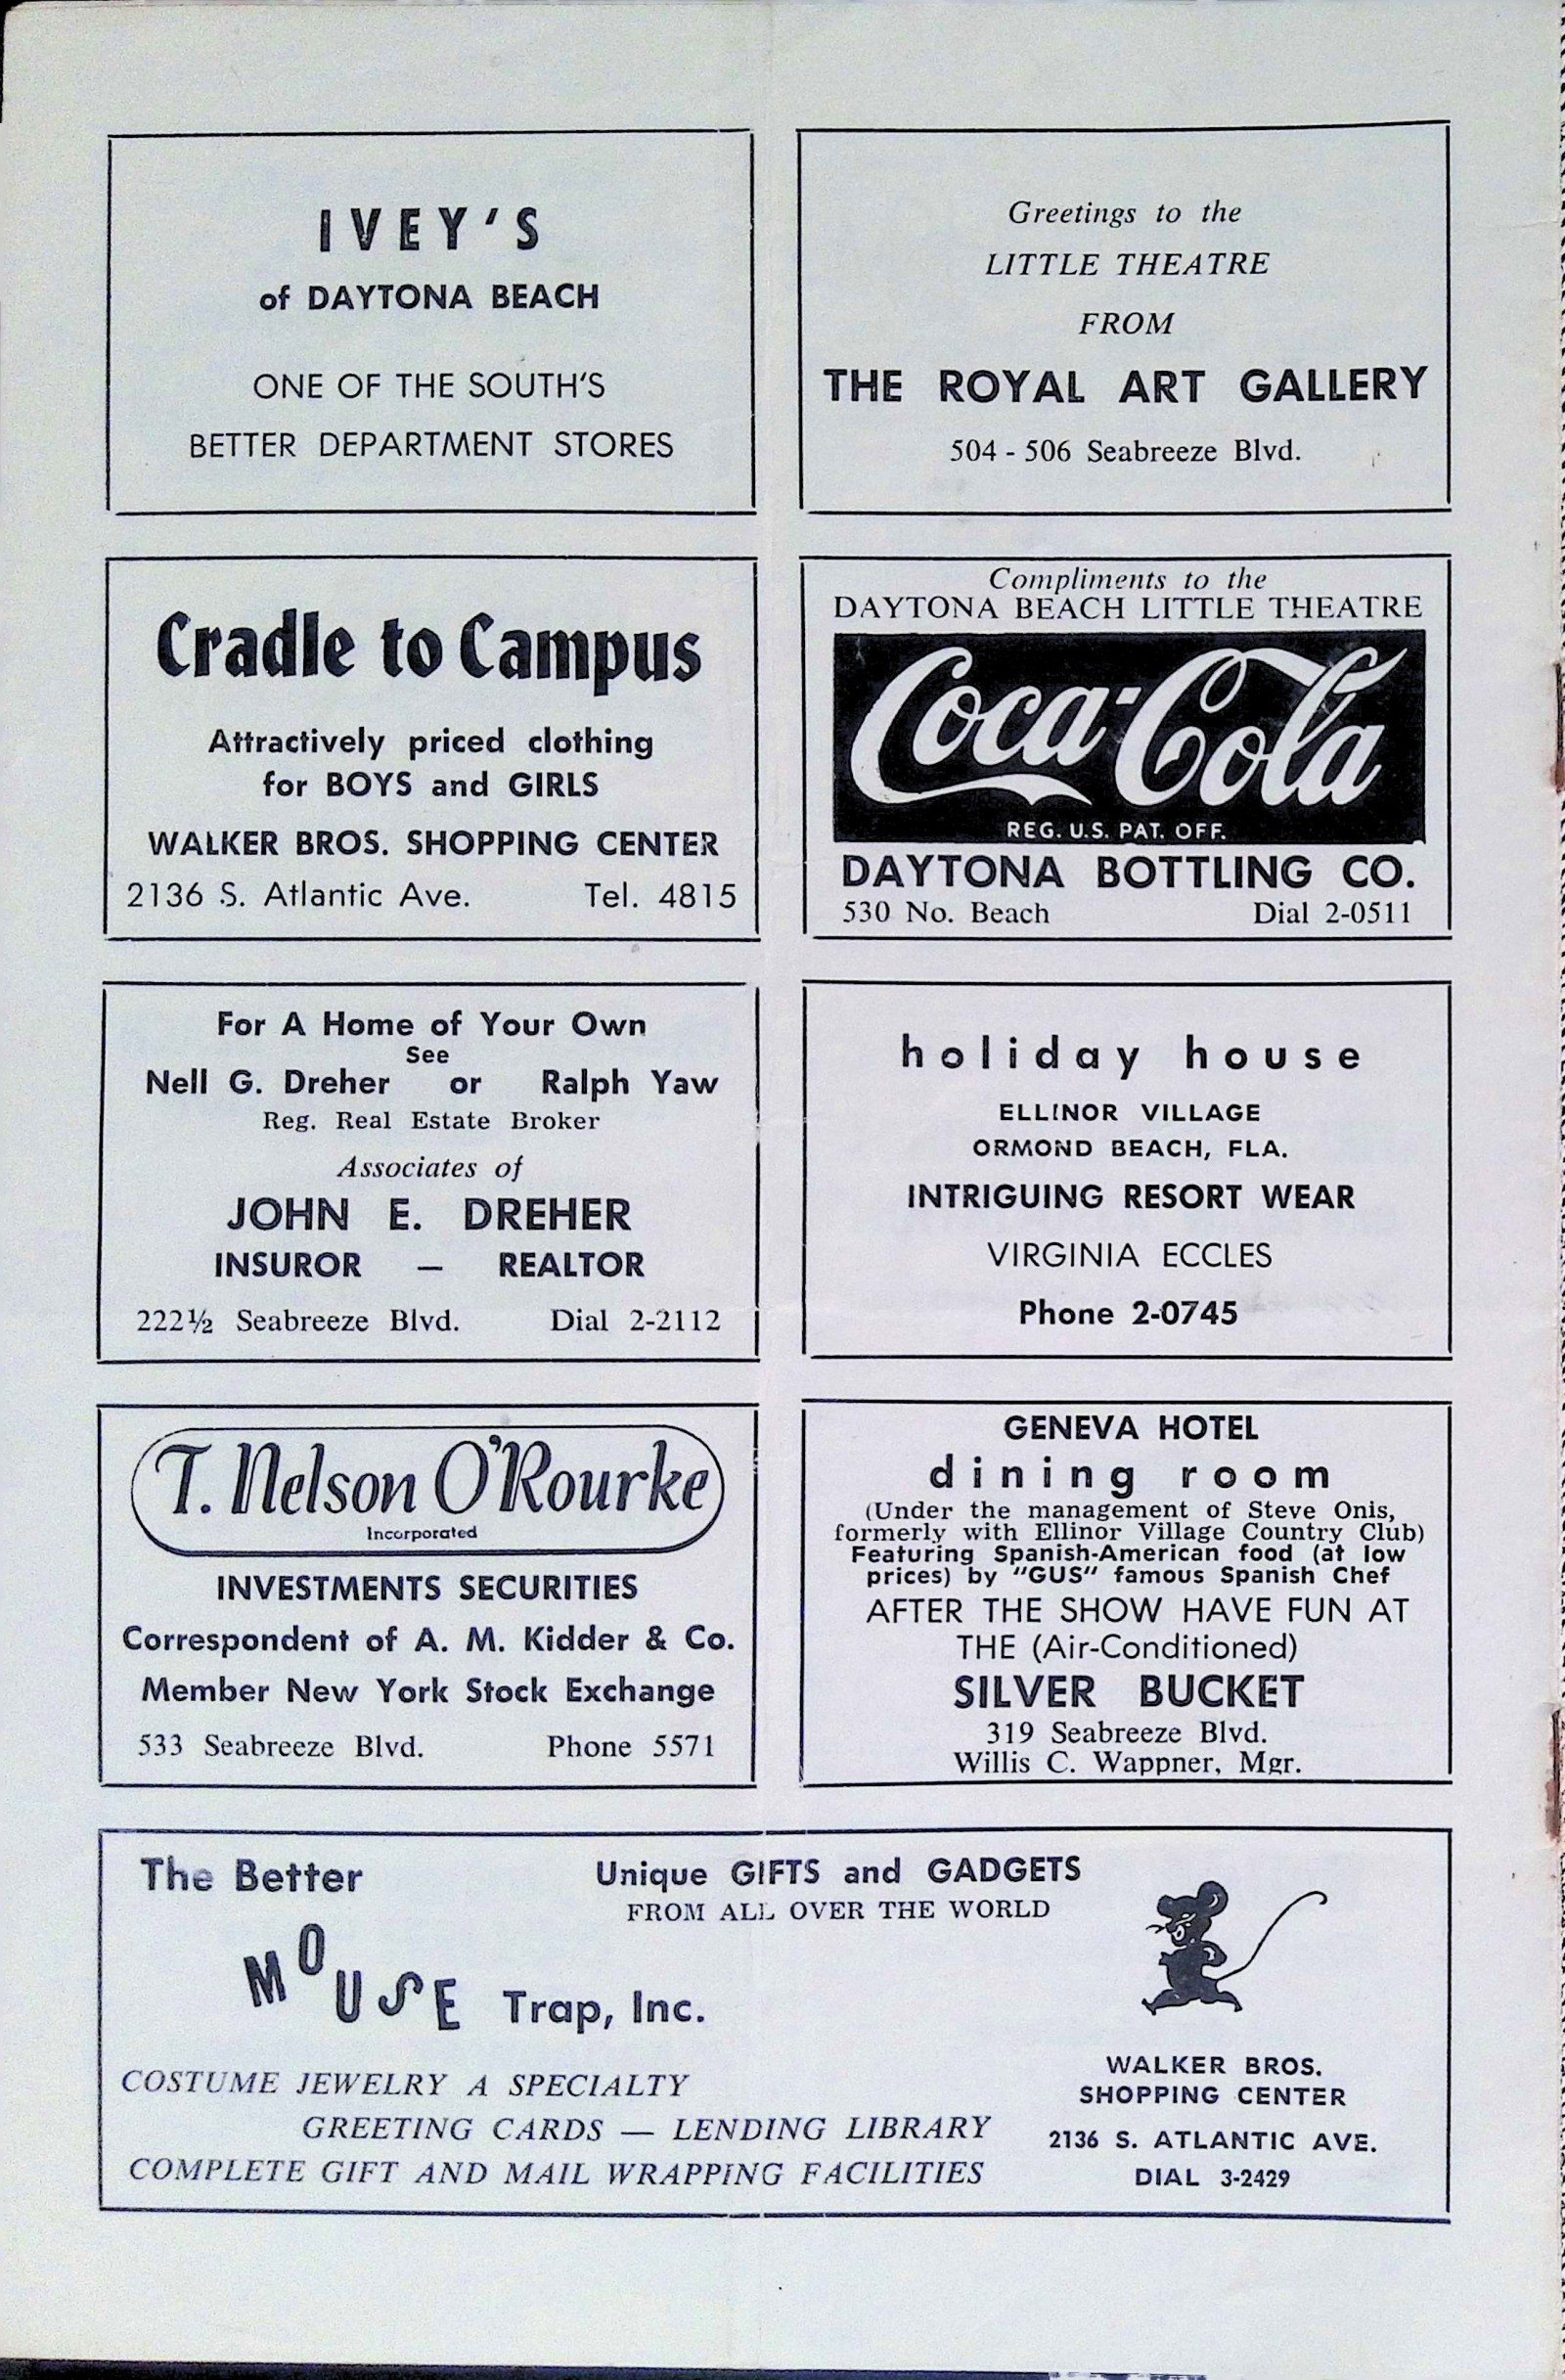 IVEY'S
of DAYTONA BEACH
ONE OF THE SOUTH'S
BETTER DEPARTMENT STORES
Greetings to the
LITTLE THEATRE
FROM
THE ROYAL ART GALLERY
504 - 506 Seabreeze Blvd.
Cradle to Campus
Attractively priced clothing
for BOYS and GIRLS
WALKER BROS. SHOPPING CENTER
2136 S. Atlantic Ave. Tel. 4815
Compliments to the
DAYTONA BEACH LITTLE THEATRE
Coca-Cola
REG. U.S. PAT. OFF.
DAYTONA BOTTLING CO.
530 No. Beach Dial 2-0511
For A Home of Your Own
See
Nell G. Dreher or Ralph Yaw
Reg. Real Estate Broker
Associates of
JOHN E. DREHER
INSUROR — REALTOR
222½ Seabreeze Blvd. Dial 2-2112
holiday house
ELLINOR VILLAGE
ORMOND BEACH, FLA.
INTRIGUING RESORT WEAR
VIRGINIA ECCLES
Phone 2-0745
T. Nelson O'Rourke
Incorporated
INVESTMENTS SECURITIES
Correspondent of A. M. Kidder & Co.
Member New York Stock Exchange
533 Seabreeze Blvd. Phone 5571
GENEVA HOTEL
dining room
(Under the management of Steve Onis,
formerly with Ellinor Village Country Club)
Featuring Spanish-American food (at low
prices) by "GUS" famous Spanish Chef
AFTER THE SHOW HAVE FUN AT
THE (Air-Conditioned)
SILVER BUCKET
319 Seabreeze Blvd.
Willis C. Wappner, Mgr.
The Better
MOUSE Trap, Inc.
Unique GIFTS and GADGETS
FROM ALL OVER THE WORLD
COSTUME JEWELRY A SPECIALTY
GREETING CARDS — LENDING LIBRARY
COMPLETE GIFT AND MAIL WRAPPING FACILITIES
WALKER BROS.
SHOPPING CENTER
2136 S. ATLANTIC AVE.
DIAL 3-2429